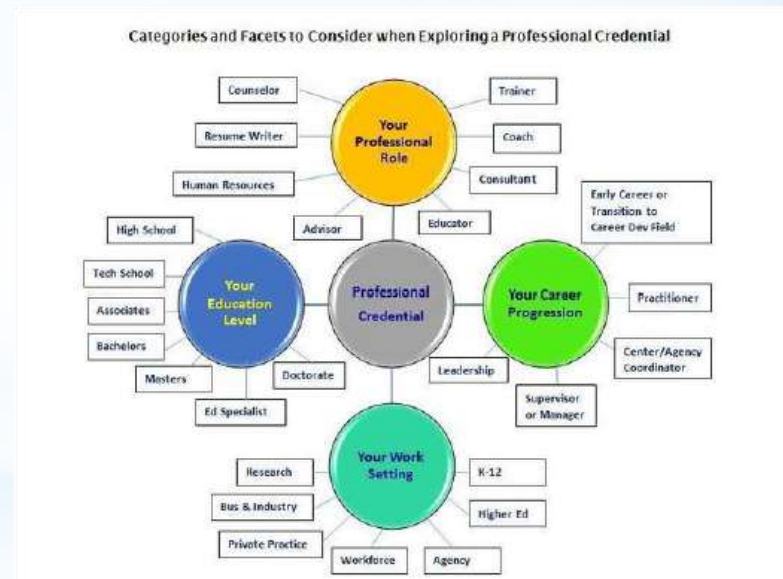 Categories and Facets to Consider when Exploring a Professional Credential
Counselor
Resume Writer
Human Resources
Advisor
Your
Professional
Role
Trainer
Coach
Consultant
Educator
High School
Tech School
Associates
Bachelors
Masters
Ed Specialist
Doctorate
Your
Education
Level
Professional
Credential
Your Career
Progression
Early Career or
Transition to
Career Dev Field
Practitioner
Center/Agency
Coordinator
Supervisor
or Manager
Leadership
Your Work
Setting
Research
Bus & Industry
Private Practice
Workforce
Agency
Higher Ed
K-12